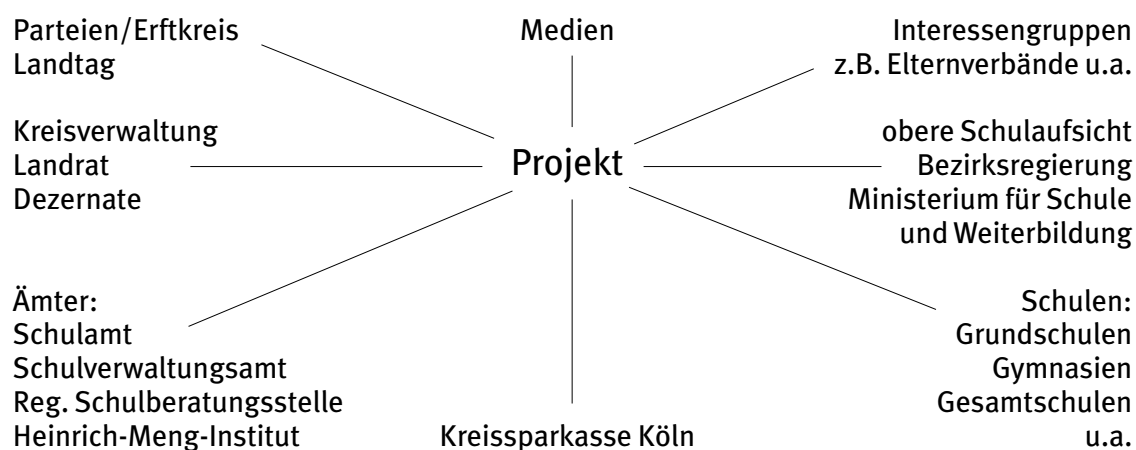 Parteien/Erftkreis
Landtag
Medien
Interessengruppen
z.B. Elternverbände u.a.
Kreisverwaltung
Landrat
Dezernate
Projekt
obere Schulaufsicht
Bezirksregierung
Ministerium für Schule
und Weiterbildung
Ämter:
Schulamt
Schulverwaltungsamt
Reg. Schulberatungsstelle
Heinrich-Meng-Institut
Kreissparkasse Köln
Schulen:
Grundschulen
Gymnasien
Gesamtschulen
u.a.